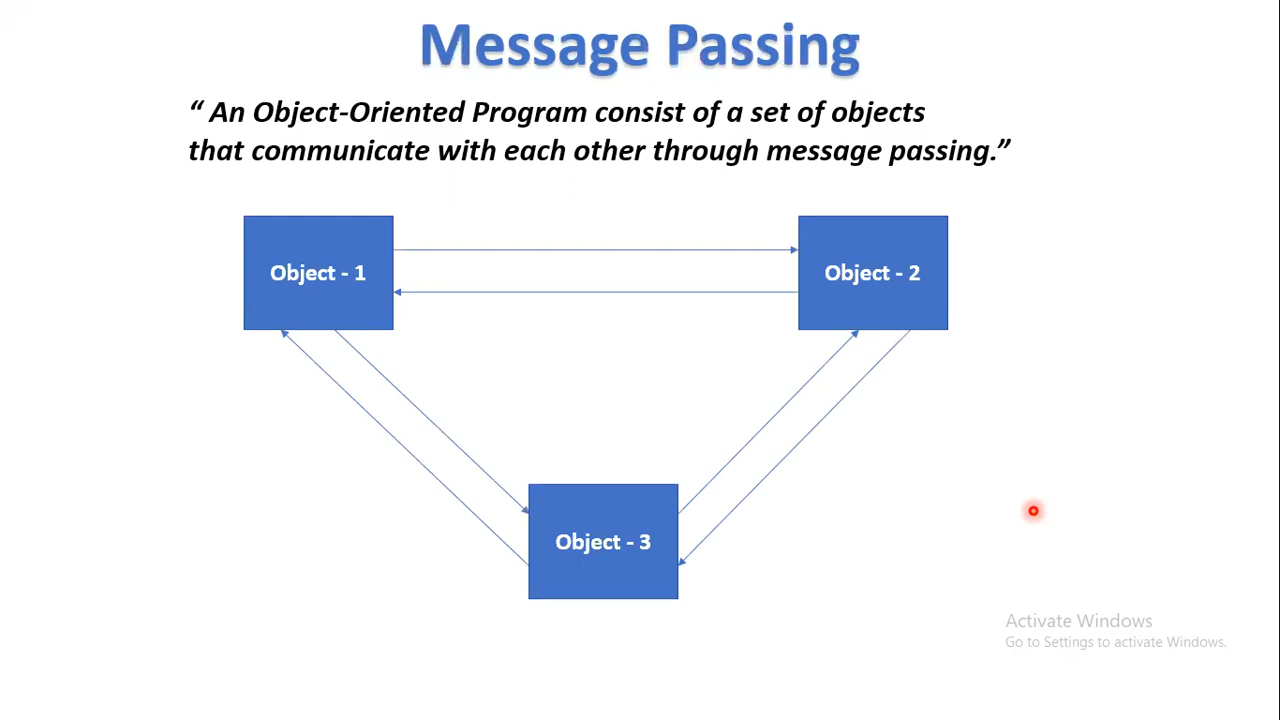 Message Passing
“ An Object-Oriented Program consist of a set of objects
that communicate with each other through message passing.”
Object - 1
Object - 2
Object - 3
Activate Windows
Go to Settings to activate Windows.